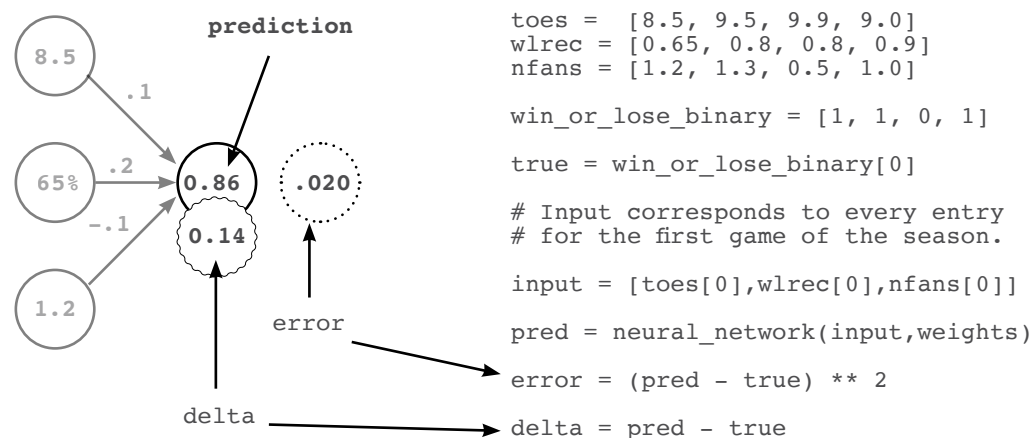 prediction
8.5
.1
65%
.2
0.86
.020
-.1
0.14
1.2
error
delta
toes = [8.5, 9.5, 9.9, 9.0]
wlrec = [0.65, 0.8, 0.8, 0.9]
nfans = [1.2, 1.3, 0.5, 1.0]
win_or_lose_binary = [1, 1, 0, 1]
true = win_or_lose_binary[0]
# Input corresponds to every entry
# for the first game of the season.
input = [toes[0],wlrec[0],nfans[0]]
pred = neural_network(input,weights)
error = (pred - true) ** 2
delta = pred - true